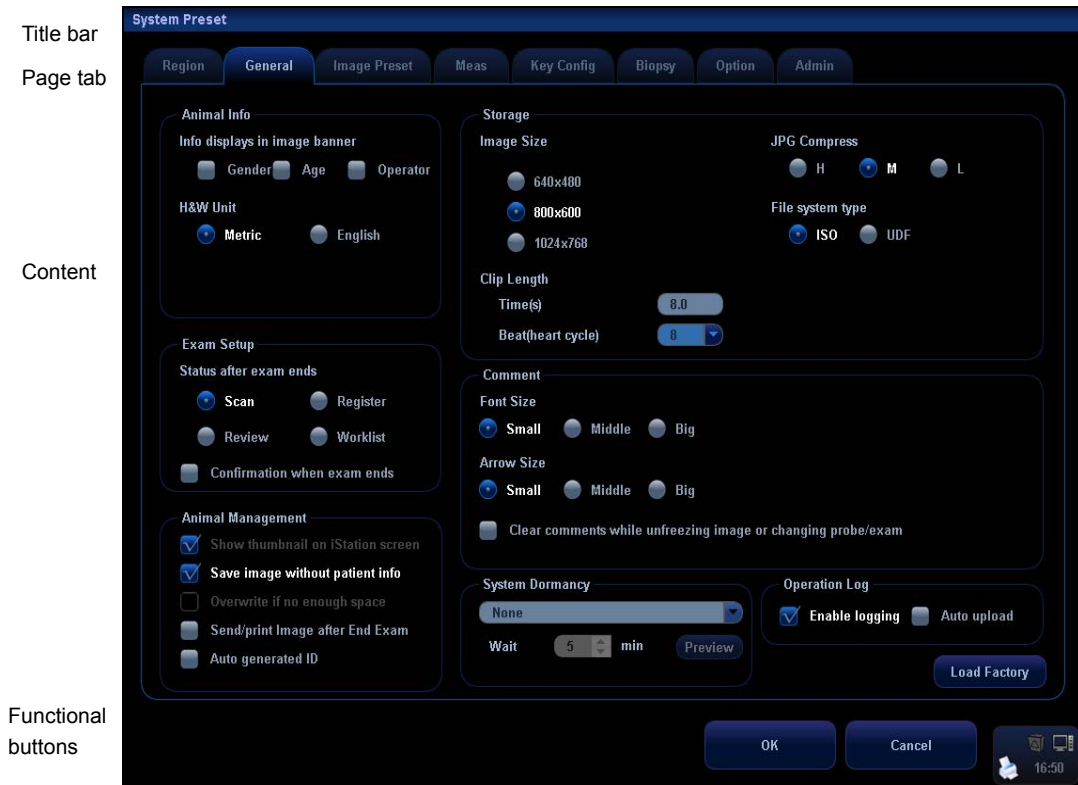 System Preset
Title bar
Page tab
Region General Image Preset Meas Key Config Biopsy Option Admin
Animal Info
Info displays in image banner
Gender Age Operator
H&W Unit
Metric English
Content
Storage
Image Size
640x480
800x600
1024x768
JPG Compress
H M L
File system type
ISO UDF
Clip Length
Time(s) 8.0
Beat(heart cycle) 8
Exam Setup
Status after exam ends
Scan Register
Review Worklist
Confirmation when exam ends
Comment
Font Size
Small Middle Big
Arrow Size
Small Middle Big
Clear comments while unfreezing image or changing probe/exam
Animal Management
Show thumbnail on iStation screen
Save image without patient info
Overwrite if no enough space
Send/print Image after End Exam
Auto generated ID
System Dormancy
None
Wait 5 min Preview
Operation Log
Enable logging Auto upload
Load Factory
Functional
buttons
OK Cancel
16:50